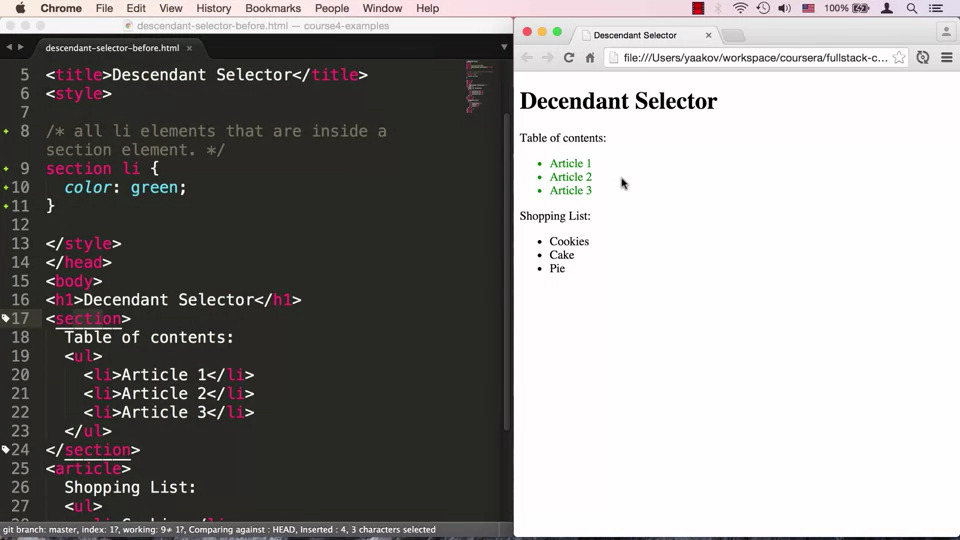 Chrome File Edit View History Bookmarks People Window Help 100%
descendant-selector-before.html — course4-examples
descendant-selector-before.html
5 <title>Descendant Selector</title>
6 <style>
7
8 /* all li elements that are inside a
section element. */
9 section li {
10 color: green;
11 }
12
13 </style>
14 </head>
15 <body>
16 <h1>Decendant Selector</h1>
17 <section>
18 Table of contents:
19 <ul>
20 <li>Article 1</li>
21 <li>Article 2</li>
22 <li>Article 3</li>
23 </ul>
24 </section>
25 <article>
26 Shopping List:
27 <ul>
git branch: master, index: 1?, working: 9≠ 1?, Comparing against : HEAD, Inserted : 4, 3 characters selected
Descendant Selector
file:///Users/yaakov/workspace/coursera/fullstack-c...
Decendant Selector
Table of contents:
• Article 1
• Article 2
• Article 3
Shopping List:
• Cookies
• Cake
• Pie